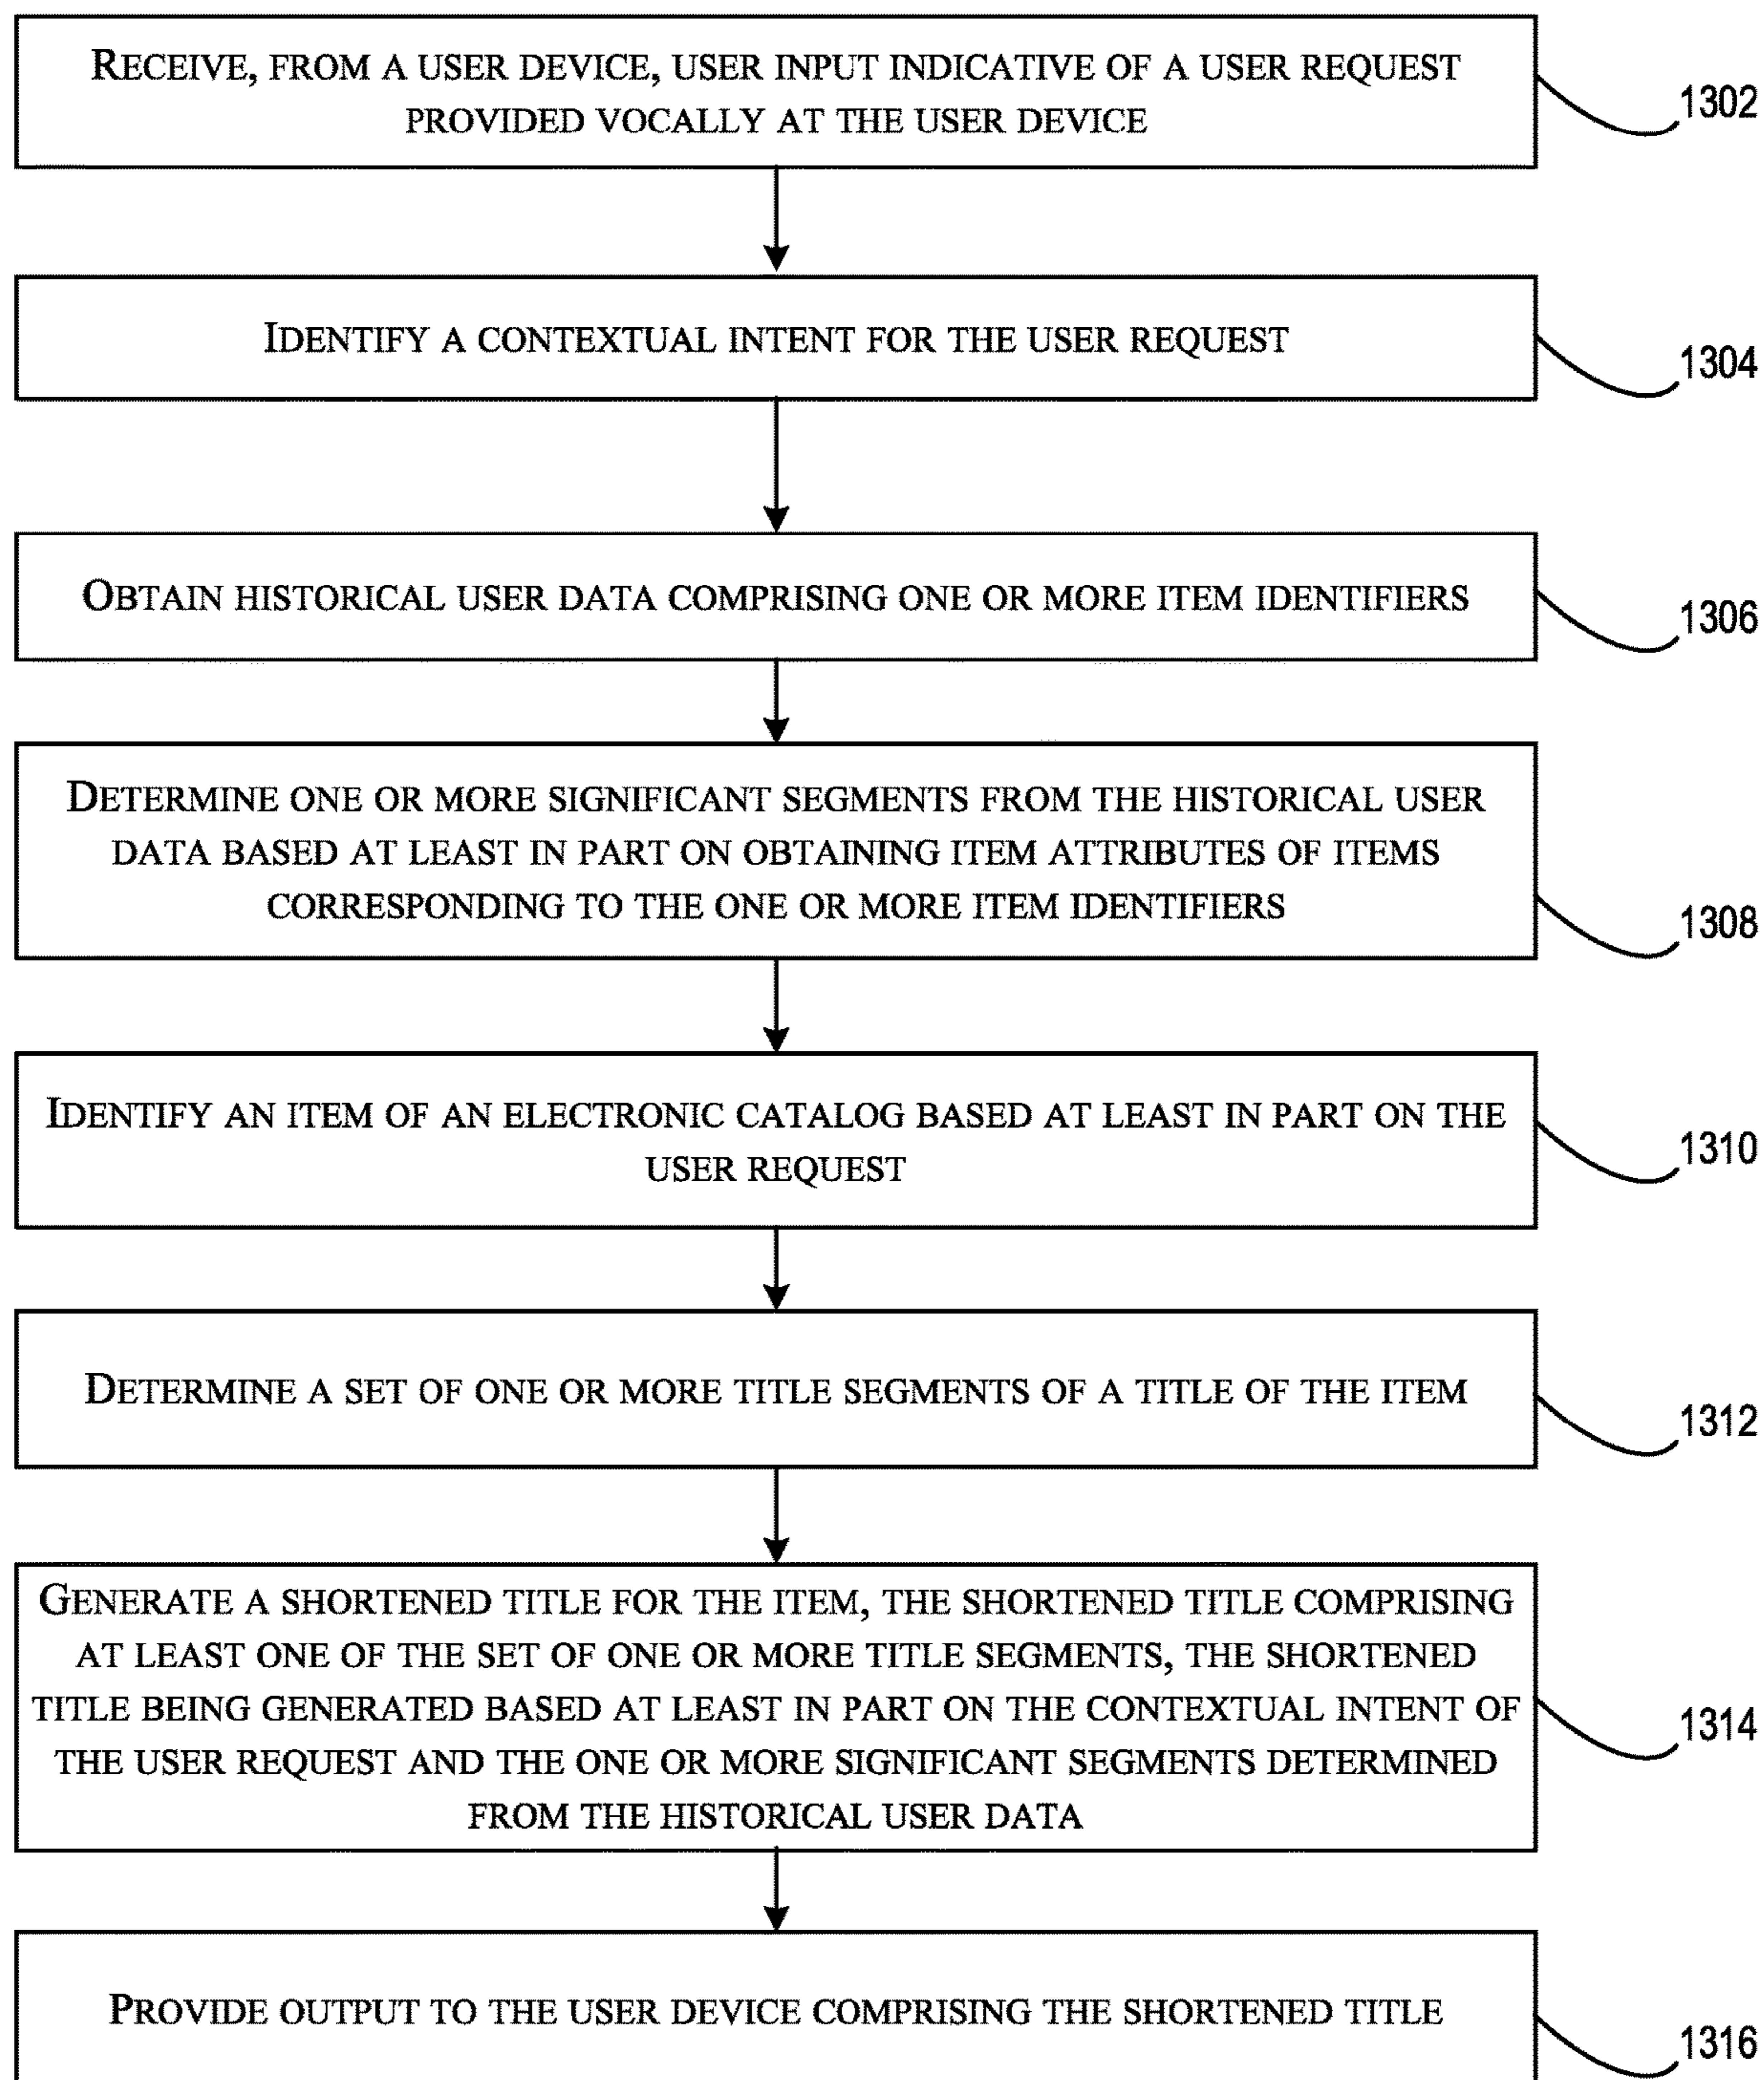 RECEIVE, FROM A USER DEVICE, USER INPUT INDICATIVE OF A USER REQUEST
PROVIDED VOCALLY AT THE USER DEVICE
1302
IDENTIFY A CONTEXTUAL INTENT FOR THE USER REQUEST
1304
OBTAIN HISTORICAL USER DATA COMPRISING ONE OR MORE ITEM IDENTIFIERS
1306
DETERMINE ONE OR MORE SIGNIFICANT SEGMENTS FROM THE HISTORICAL USER
DATA BASED AT LEAST IN PART ON OBTAINING ITEM ATTRIBUTES OF ITEMS
CORRESPONDING TO THE ONE OR MORE ITEM IDENTIFIERS
1308
IDENTIFY AN ITEM OF AN ELECTRONIC CATALOG BASED AT LEAST IN PART ON THE
USER REQUEST
1310
DETERMINE A SET OF ONE OR MORE TITLE SEGMENTS OF A TITLE OF THE ITEM
1312
GENERATE A SHORTENED TITLE FOR THE ITEM, THE SHORTENED TITLE COMPRISING
AT LEAST ONE OF THE SET OF ONE OR MORE TITLE SEGMENTS, THE SHORTENED
TITLE BEING GENERATED BASED AT LEAST IN PART ON THE CONTEXTUAL INTENT OF
THE USER REQUEST AND THE ONE OR MORE SIGNIFICANT SEGMENTS DETERMINED
FROM THE HISTORICAL USER DATA
1314
PROVIDE OUTPUT TO THE USER DEVICE COMPRISING THE SHORTENED TITLE
1316